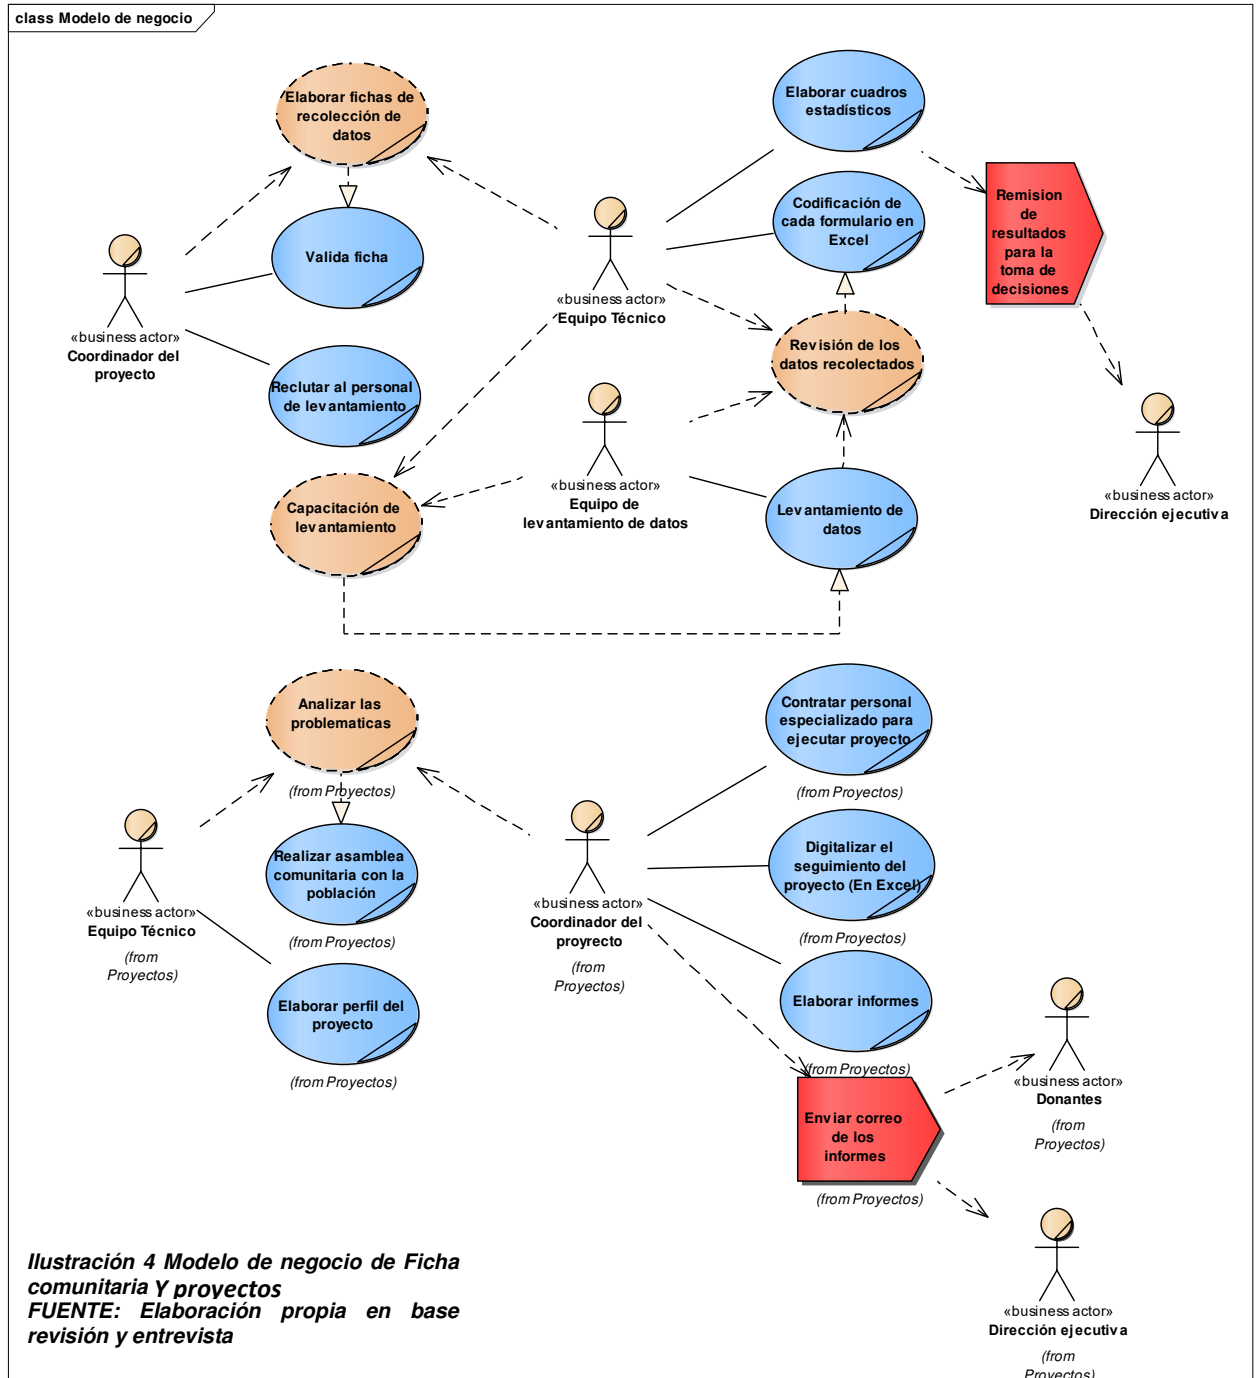 class Modelo de negocio
Elaborar fichas de
recolección de
datos
Elaborar cuadros
estadísticos
Codificación de
cada formulario en
Excel
Remision
de
resultados
para la
toma de
decisiones
Valida ficha
«business actor»
Coordinador del
proyecto
«business actor»
Equipo Técnico
Revisión de los
datos recolectados
Reclutar al personal
de levantamiento
«business actor»
Equipo de
levantamiento de datos
«business actor»
Dirección ejecutiva
Capacitación de
levantamiento
Levantamiento de
datos
Analizar las
problematicas
(from Proyectos)
Contratar personal
especializado para
ejecutar proyecto
(from Proyectos)
«business actor»
Equipo Técnico
(from
Proyectos)
Realizar asamblea
comunitaria con la
población
(from Proyectos)
«business actor»
Coordinador del
proyrecto
(from
Proyectos)
Digitalizar el
seguimiento del
proyecto (En Excel)
(from Proyectos)
Elaborar perfil del
proyecto
(from Proyectos)
Elaborar informes
(from Proyectos)
«business actor»
Donantes
(from
Proyectos)
Enviar correo
de los
informes
(from Proyectos)
«business actor»
Dirección ejecutiva
(from
Proyectos)
Ilustración 4 Modelo de negocio de Ficha
comunitaria Y proyectos
FUENTE: Elaboración propia en base
revisión y entrevista